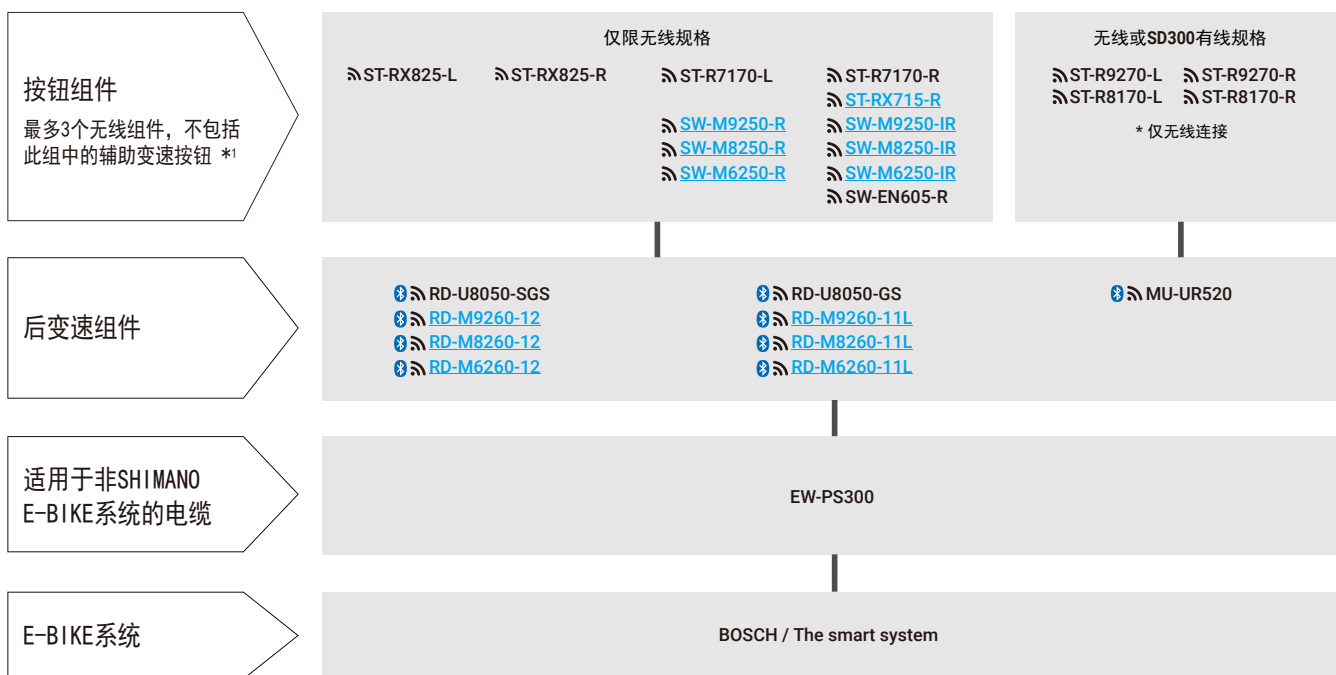 按钮组件
最多3个无线组件，不包括
此组中的辅助变速按钮 *1
仅限无线规格
ST-RX825-L ST-RX825-R ST-R7170-L ST-R7170-R
ST-RX715-R
SW-M9250-R SW-M9250-IR
SW-M8250-R SW-M8250-IR
SW-M6250-R SW-M6250-IR
SW-EN605-R
无线或SD300有线规格
ST-R9270-L ST-R9270-R
ST-R8170-L ST-R8170-R
* 仅无线连接
后变速组件
RD-U8050-SGS RD-U8050-GS MU-UR520
RD-M9260-12 RD-M9260-11L
RD-M8260-12 RD-M8260-11L
RD-M6260-12 RD-M6260-11L
适用于非SHIMANO
E-BIKE系统的电缆
EW-PS300
E-BIKE系统
BOSCH / The smart system